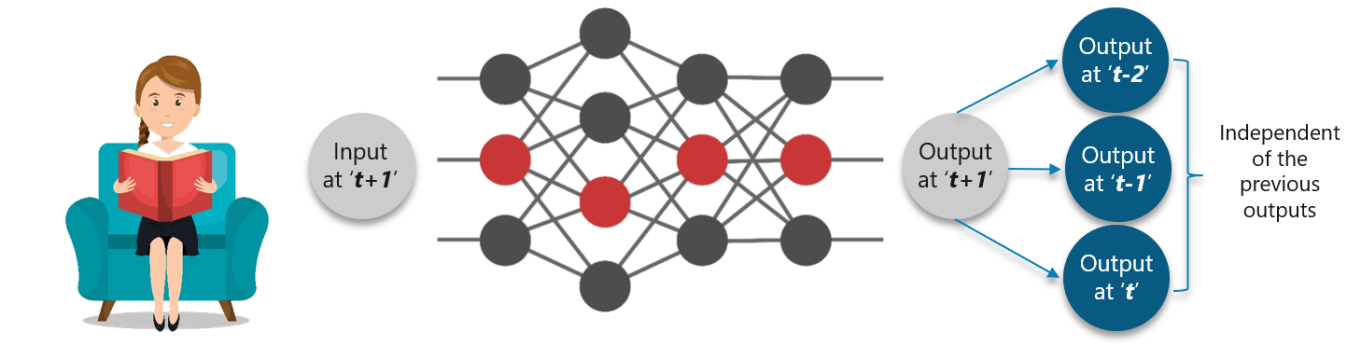 Input
at ‘t+1’
Output
at ‘t+1’
Output
at ‘t-2’
Output
at ‘t-1’
Output
at ‘t’
Independent
of the
previous
outputs